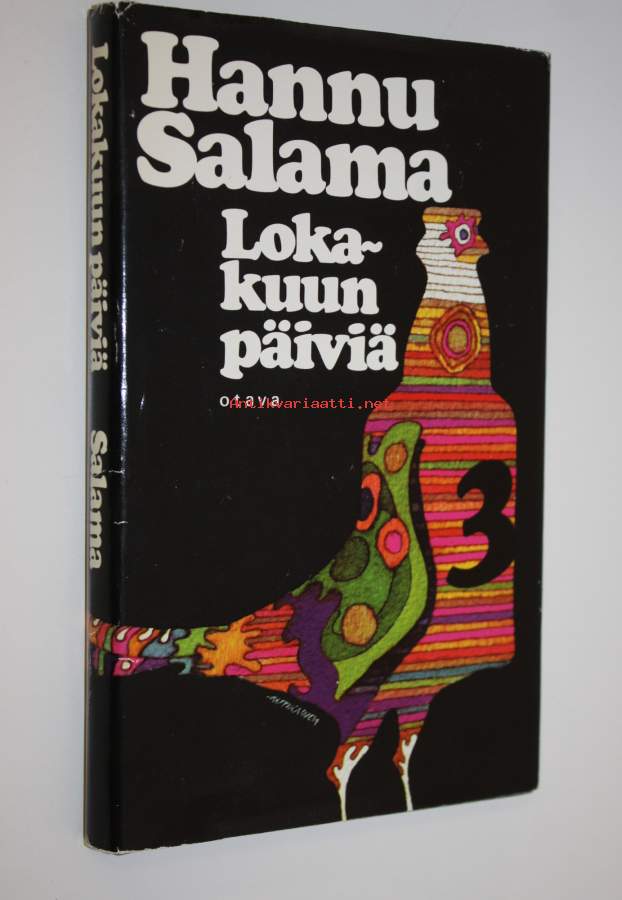 Hannu
Salama
Loka~
kuun
päiviä
otava
Antikvariaatti.net
3
Lokakuun päiviä Salama